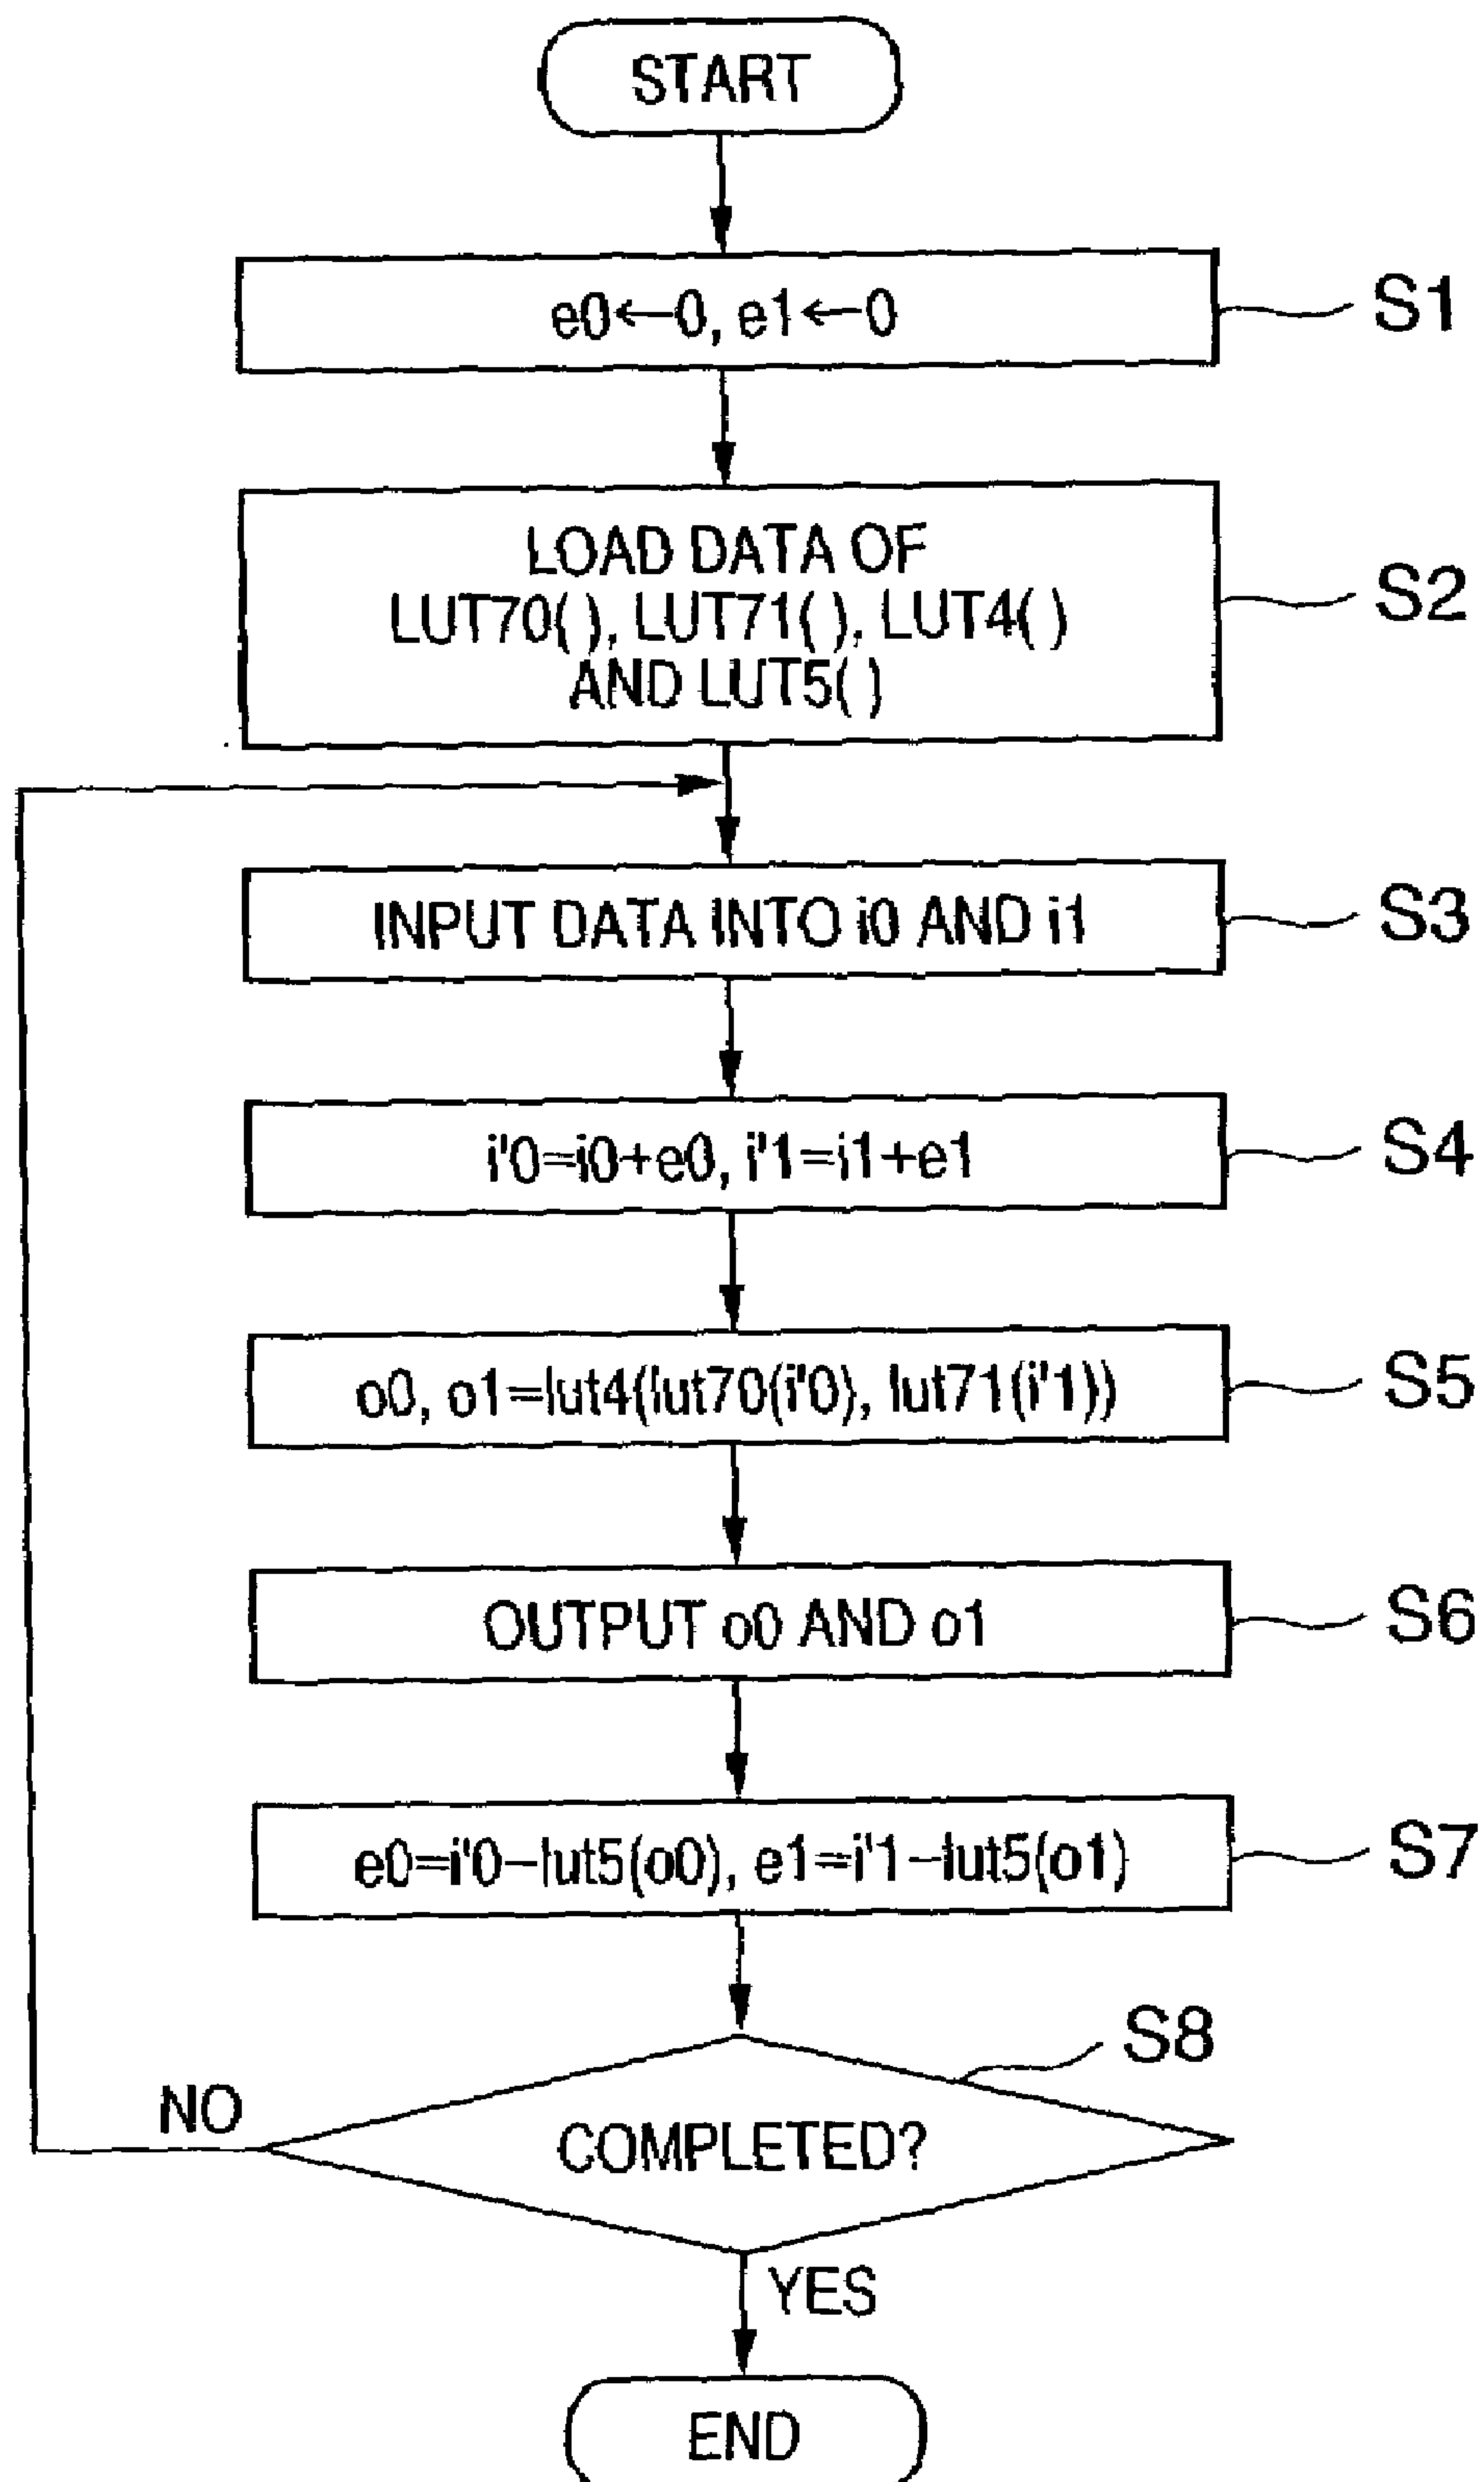 START
e0←0, e1←0
S1
LOAD DATA OF
LUT70( ), LUT71( ), LUT4( )
AND LUT5( )
S2
INPUT DATA INTO i0 AND i1
S3
i'0=i0+e0, i'1=i1+e1
S4
o0, o1=lut4(lut70(i'0), lut71(i'1))
S5
OUTPUT o0 AND o1
S6
e0=i'0−lut5(o0), e1=i'1−lut5(o1)
S7
S8
NO
COMPLETED?
YES
END